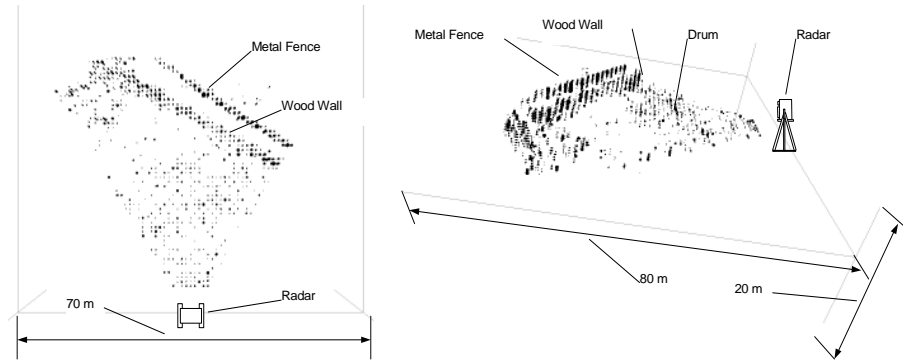 Metal Fence
Wood Wall
Radar
70 m
Wood Wall
Metal Fence
Drum
Radar
80 m
20 m